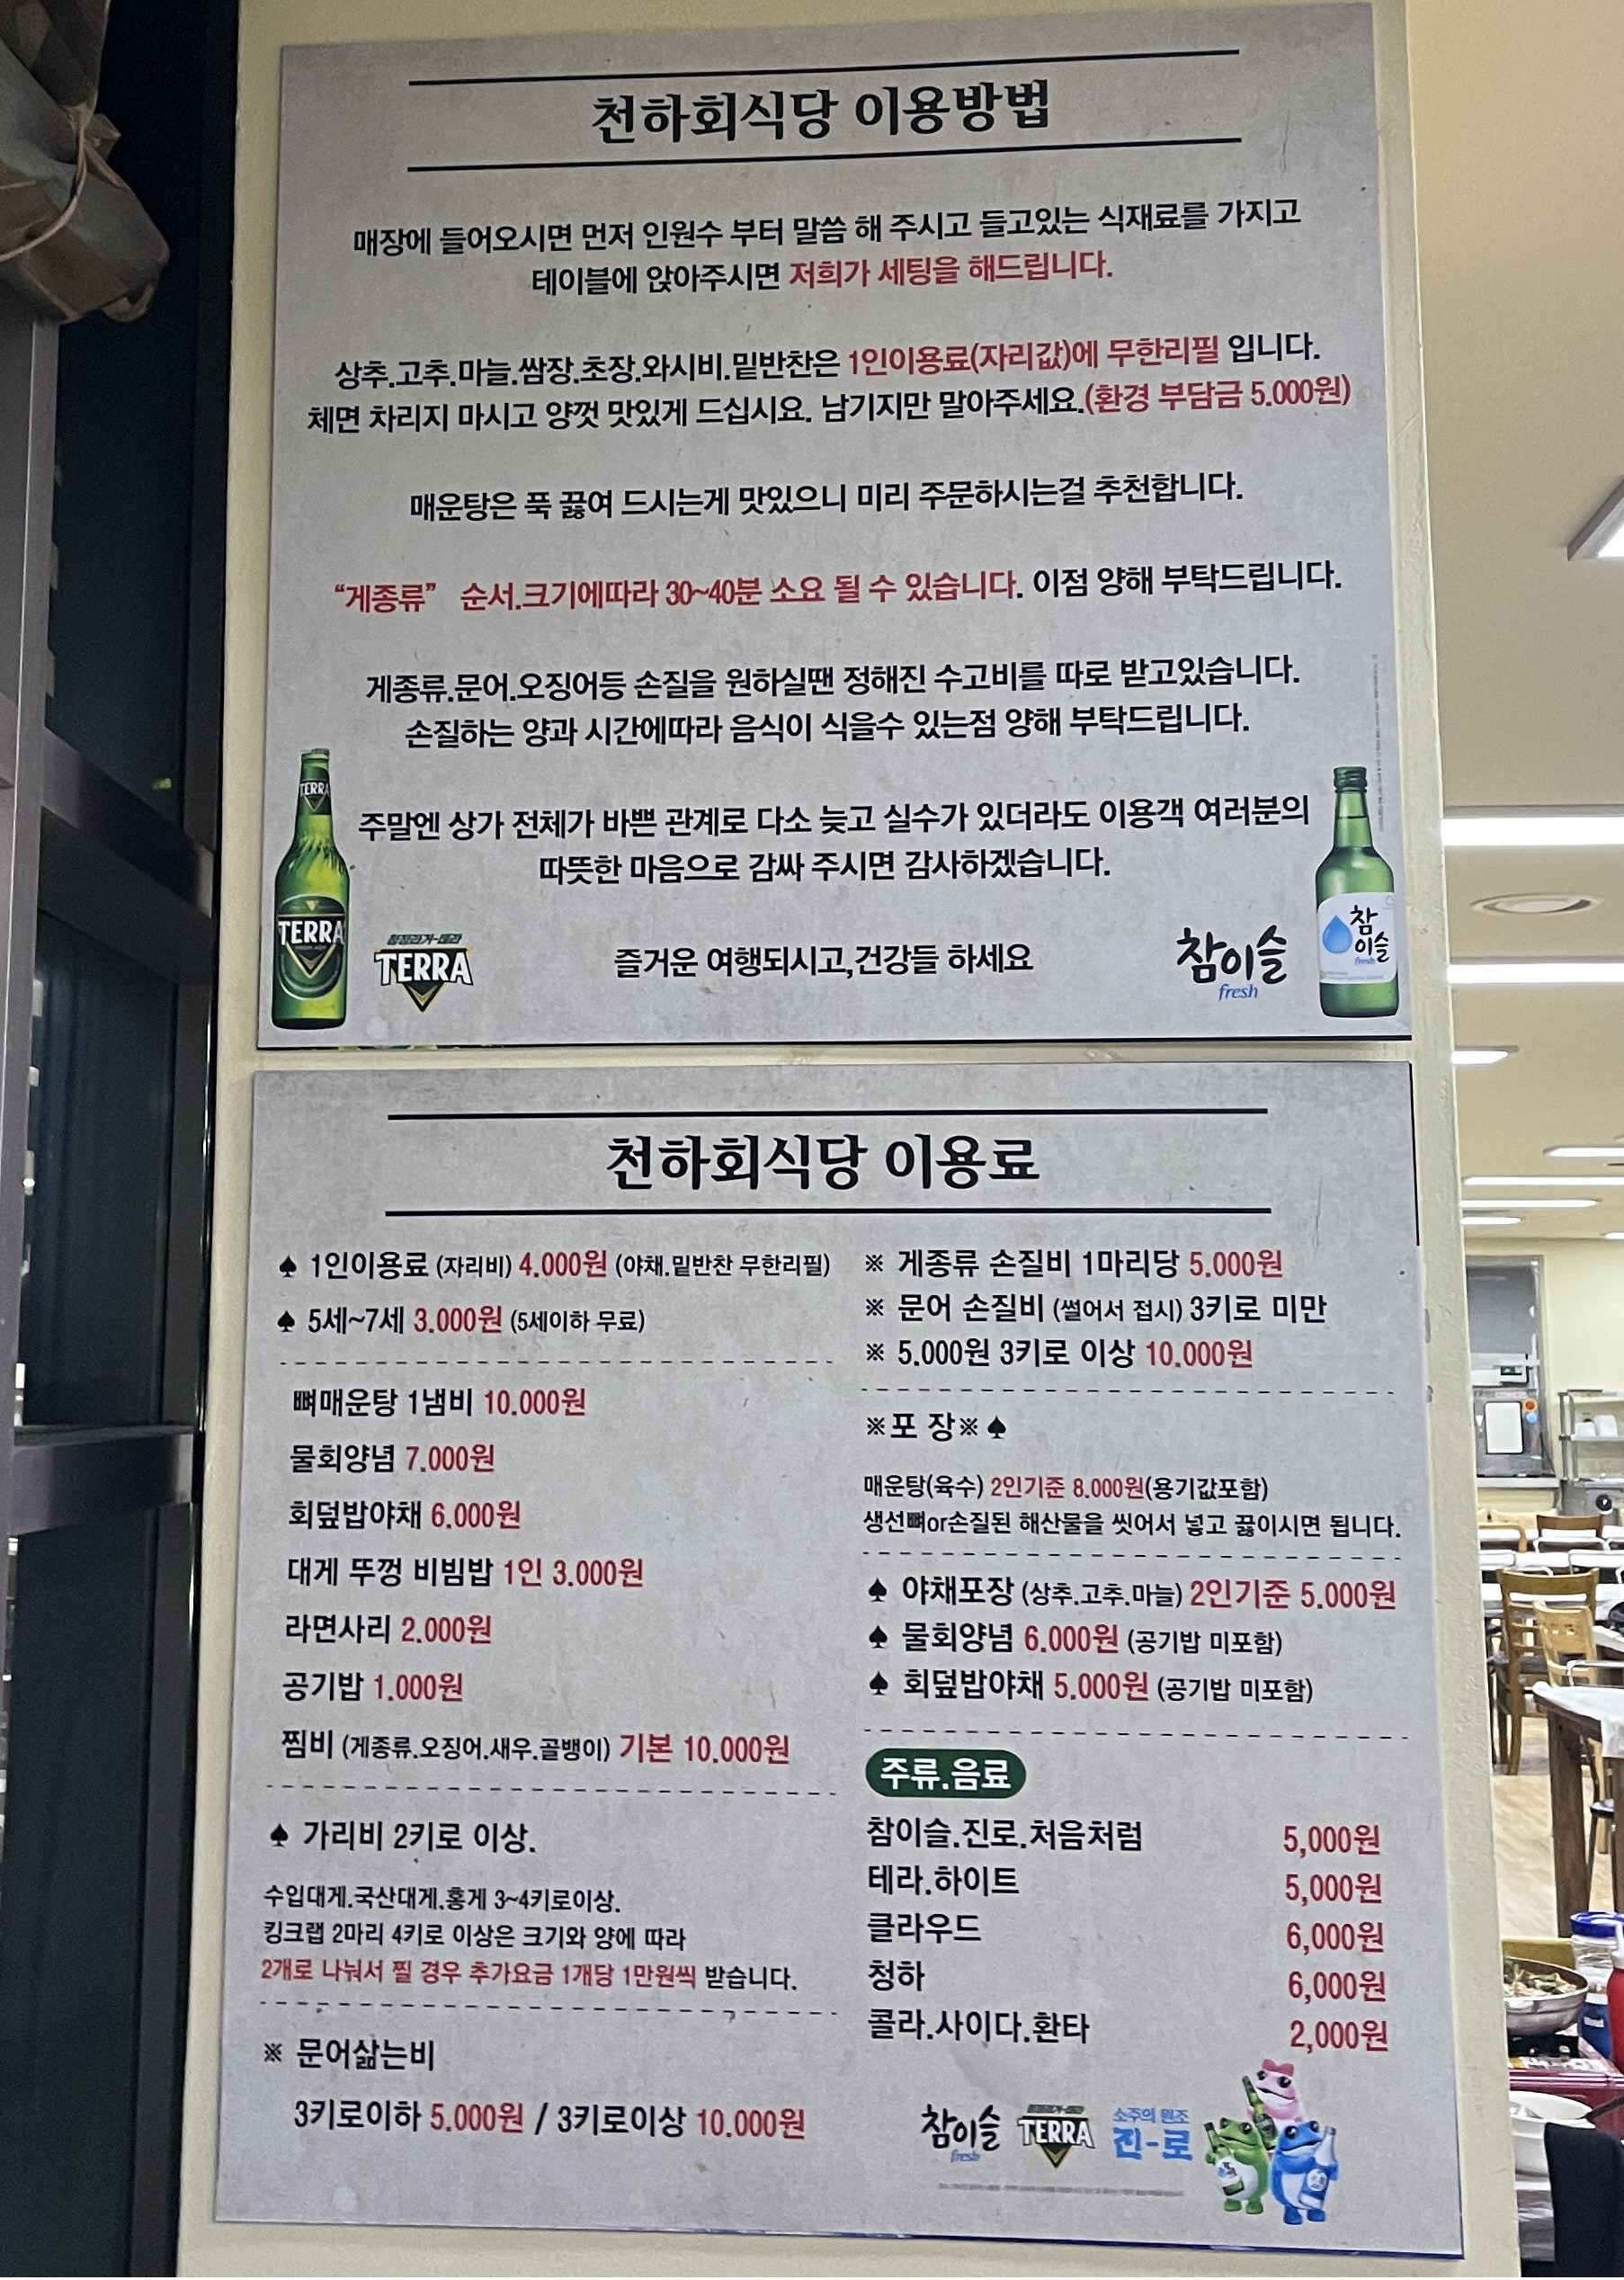 천하회식당 이용방법
매장에 들어오시면 먼저 인원수 부터 말씀 해 주시고 들고있는 식재료를 가지고
테이블에 앉아주시면 저희가 세팅을 해드립니다.
상추.고추.마늘.쌈장.초장.와시비.밑반찬은 1인이용료(자리값)에 무한리필 입니다.
체면 차리지 마시고 양껏 맛있게 드십시요. 남기지만 말아주세요.(환경 부담금 5.000원)
매운탕은 푹 끓여 드시는게 맛있으니 미리 주문하시는걸 추천합니다.
“게종류” 순서.크기에따라 30~40분 소요 될 수 있습니다. 이점 양해 부탁드립니다.
게종류.문어.오징어등 손질을 원하실땐 정해진 수고비를 따로 받고있습니다.
손질하는 양과 시간에따라 음식이 식을수 있는점 양해 부탁드립니다.
주말엔 상가 전체가 바쁜 관계로 다소 늦고 실수가 있더라도 이용객 여러분의
따뜻한 마음으로 감싸 주시면 감사하겠습니다.
즐거운 여행되시고,건강들 하세요
TERRA
TERRA
청정라거-테라
TERRA
참이슬
fresh
참이슬
fresh
천하회식당 이용료
♠ 1인이용료 (자리비) 4.000원 (야채.밑반찬 무한리필)
♠ 5세~7세 3.000원 (5세이하 무료)
뼈매운탕 1냄비 10.000원
물회양념 7.000원
회덮밥야채 6.000원
대게 뚜껑 비빔밥 1인 3.000원
라면사리 2.000원
공기밥 1.000원
찜비 (게종류.오징어.새우.골뱅이) 기본 10.000원
♠ 가리비 2키로 이상.
수입대게.국산대게.홍게 3~4키로이상.
킹크랩 2마리 4키로 이상은 크기와 양에 따라
2개로 나눠서 찔 경우 추가요금 1개당 1만원씩 받습니다.
※ 문어삶는비
3키로이하 5.000원 / 3키로이상 10.000원
※ 게종류 손질비 1마리당 5.000원
※ 문어 손질비 (썰어서 접시) 3키로 미만
※ 5.000원 3키로 이상 10.000원
※포 장※♠
매운탕(육수) 2인기준 8.000원(용기값포함)
생선뼈or손질된 해산물을 씻어서 넣고 끓이시면 됩니다.
♠ 야채포장 (상추.고추.마늘) 2인기준 5.000원
♠ 물회양념 6.000원 (공기밥 미포함)
♠ 회덮밥야채 5.000원 (공기밥 미포함)
주류.음료
참이슬.진로.처음처럼 5,000원
테라.하이트 5,000원
클라우드 6,000원
청하 6,000원
콜라.사이다.환타 2,000원
참이슬
fresh
청정라거-테라
TERRA
소주의 원조
진-로